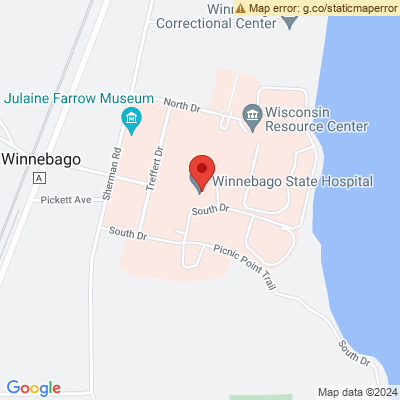 Map error: g.co/staticmaperror
Winnebago
Correctional Center
North Dr
Julaine Farrow Museum
Wisconsin
Resource Center
Sherman Rd
Treffert Dr
Winnebago
A
Winnebago State Hospital
Pickett Ave
South Dr
South Dr
Picnic Point Trail
South Dr
Google
Map data ©2024